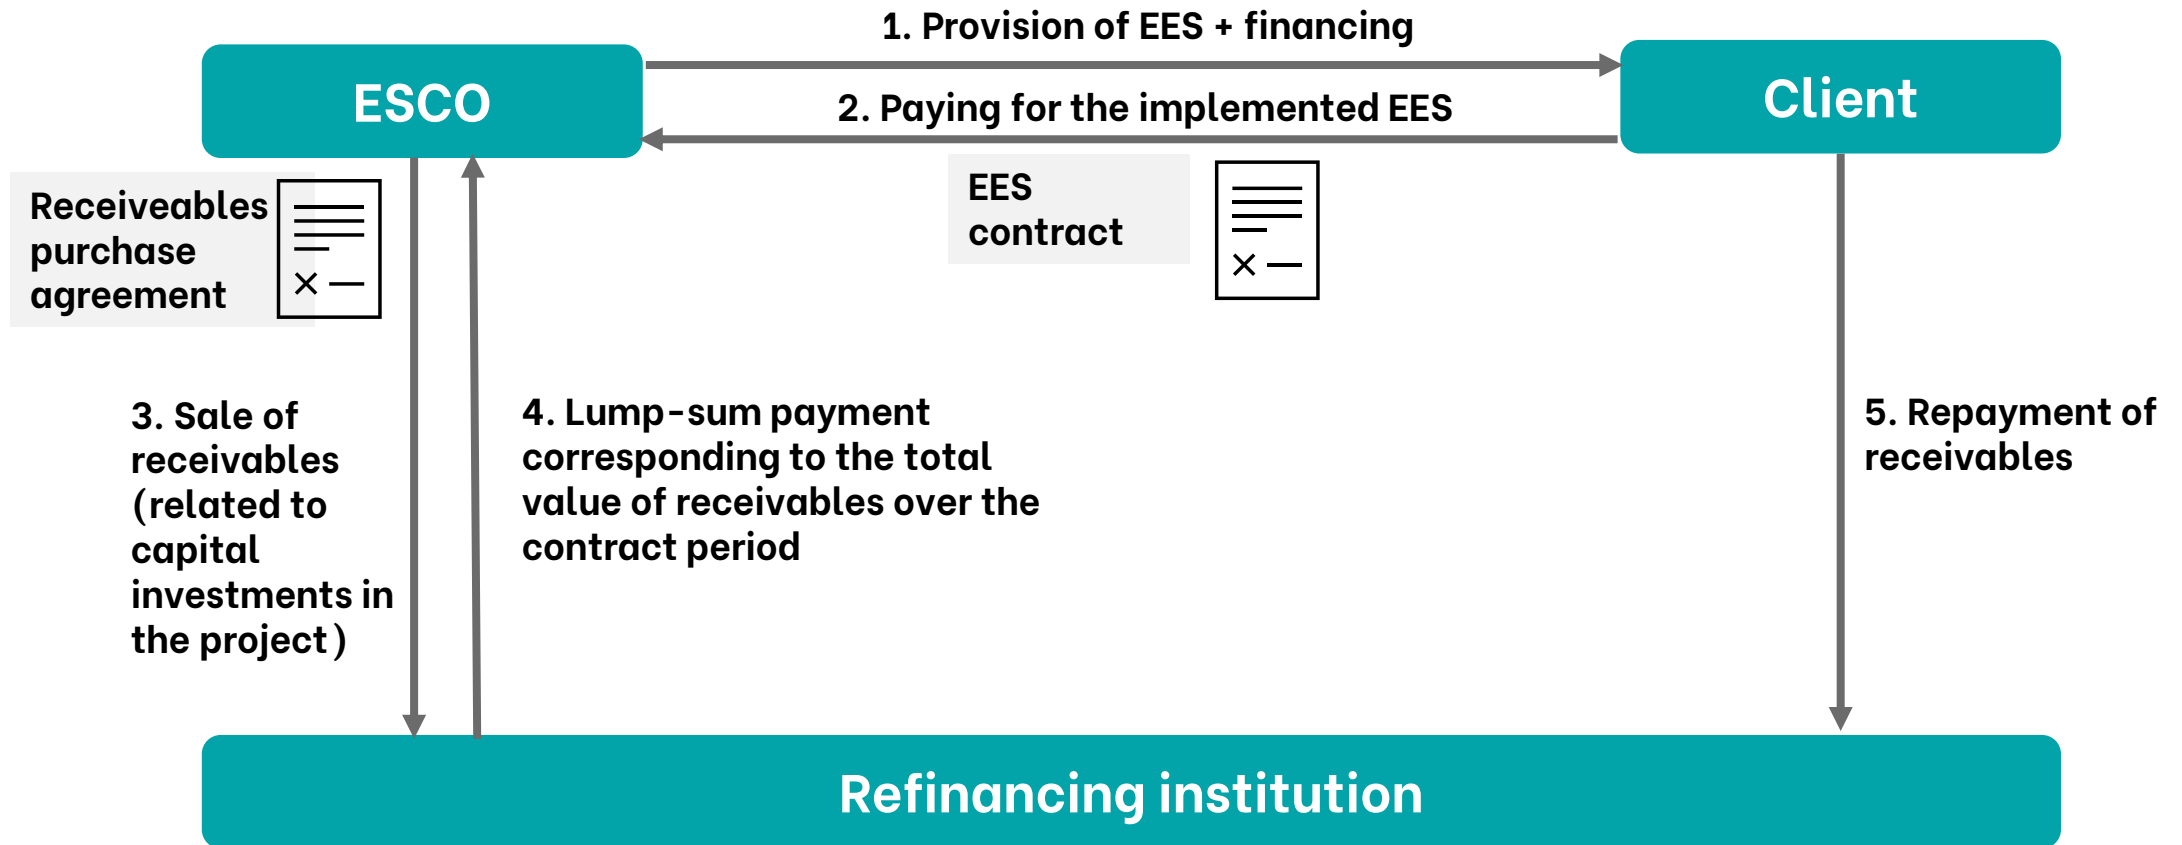 1. Provision of EES + financing
ESCO
Client
2. Paying for the implemented EES
Receiveables
purchase
agreement
EES
contract
3. Sale of
receivables
(related to
capital
investments in
the project)
4. Lump-sum payment
corresponding to the total
value of receivables over the
contract period
5. Repayment of
receivables
Refinancing institution